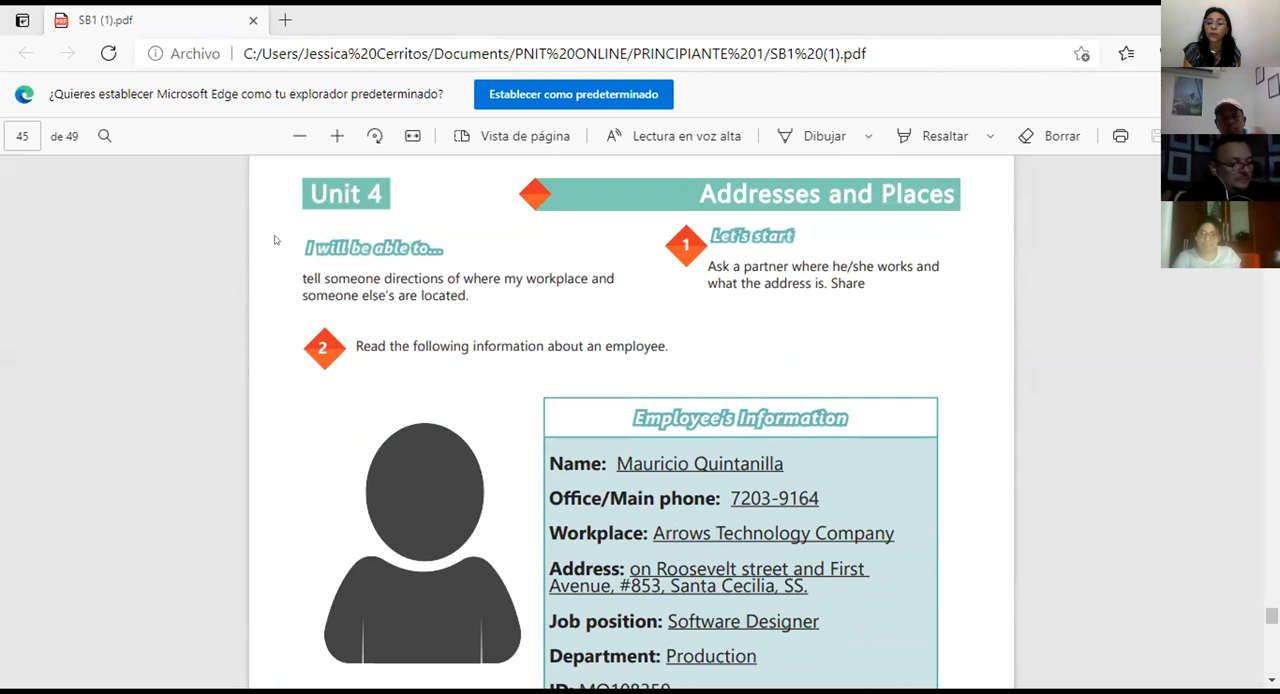 SB1 (1).pdf
Archivo
C:/Users/Jessica%20Cerritos/Documents/PNIT%20ONLINE/PRINCIPIANTE%201/SB1%20(1).pdf
¿Quieres establecer Microsoft Edge como tu explorador predeterminado?
Establecer como predeterminado
45
de 49
Vista de página
Lectura en voz alta
Dibujar
Resaltar
Borrar
Unit 4
Addresses and Places
I will be able to...
tell someone directions of where my workplace and
someone else's are located.
1
Let's start
Ask a partner where he/she works and
what the address is. Share
2
Read the following information about an employee.
Employee's Information
Name: Mauricio Quintanilla
Office/Main phone: 7203-9164
Workplace: Arrows Technology Company
Address: on Roosevelt street and First
Avenue, #853, Santa Cecilia, SS.
Job position: Software Designer
Department: Production
ID: MQ198359